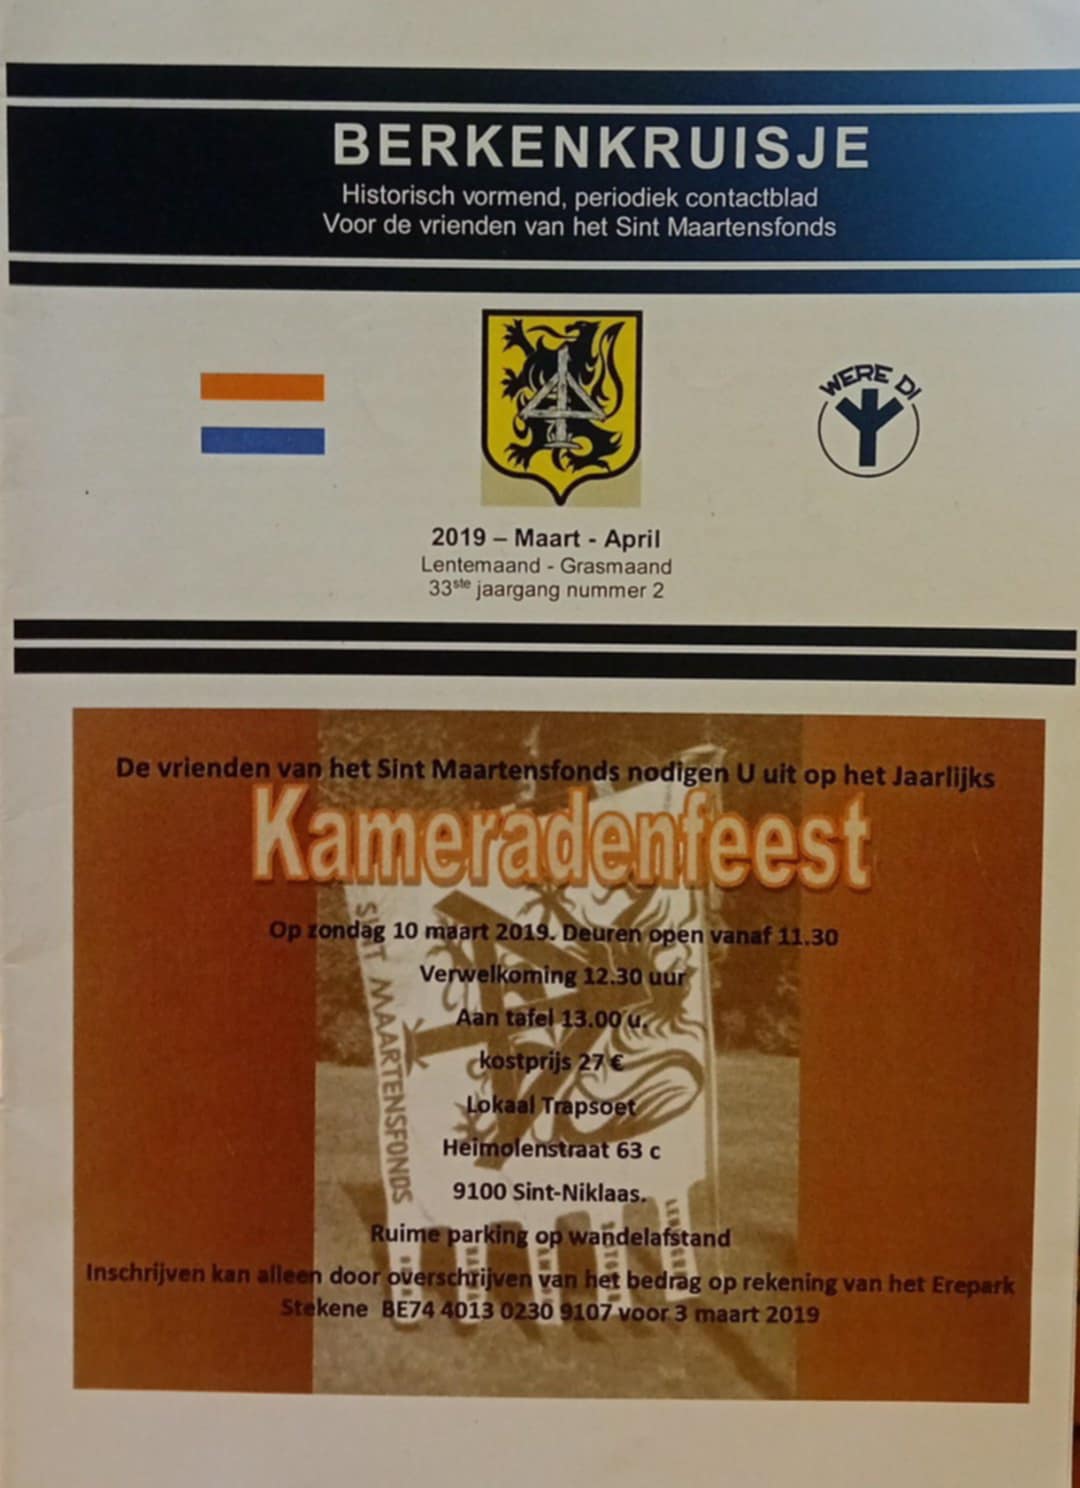 BERKENKRUISJE
Historisch vormend, periodiek contactblad
Voor de vrienden van het Sint Maartensfonds
WERE DI
2019 – Maart - April
Lentemaand - Grasmaand
33ste jaargang nummer 2
De vrienden van het Sint Maartensfonds nodigen U uit op het Jaarlijks
Kameradenfeest
Op zondag 10 maart 2019. Deuren open vanaf 11.30
Verwelkoming 12.30 uur
Aan tafel 13.00 u.
kostprijs 27 €
Lokaal Trapsoet
Heimolenstraat 63 c
9100 Sint-Niklaas.
Ruime parking op wandelafstand
Inschrijven kan alleen door overschrijven van het bedrag op rekening van het Erepark
Stekene BE74 4013 0230 9107 voor 3 maart 2019
SINT MAARTENSFONDS